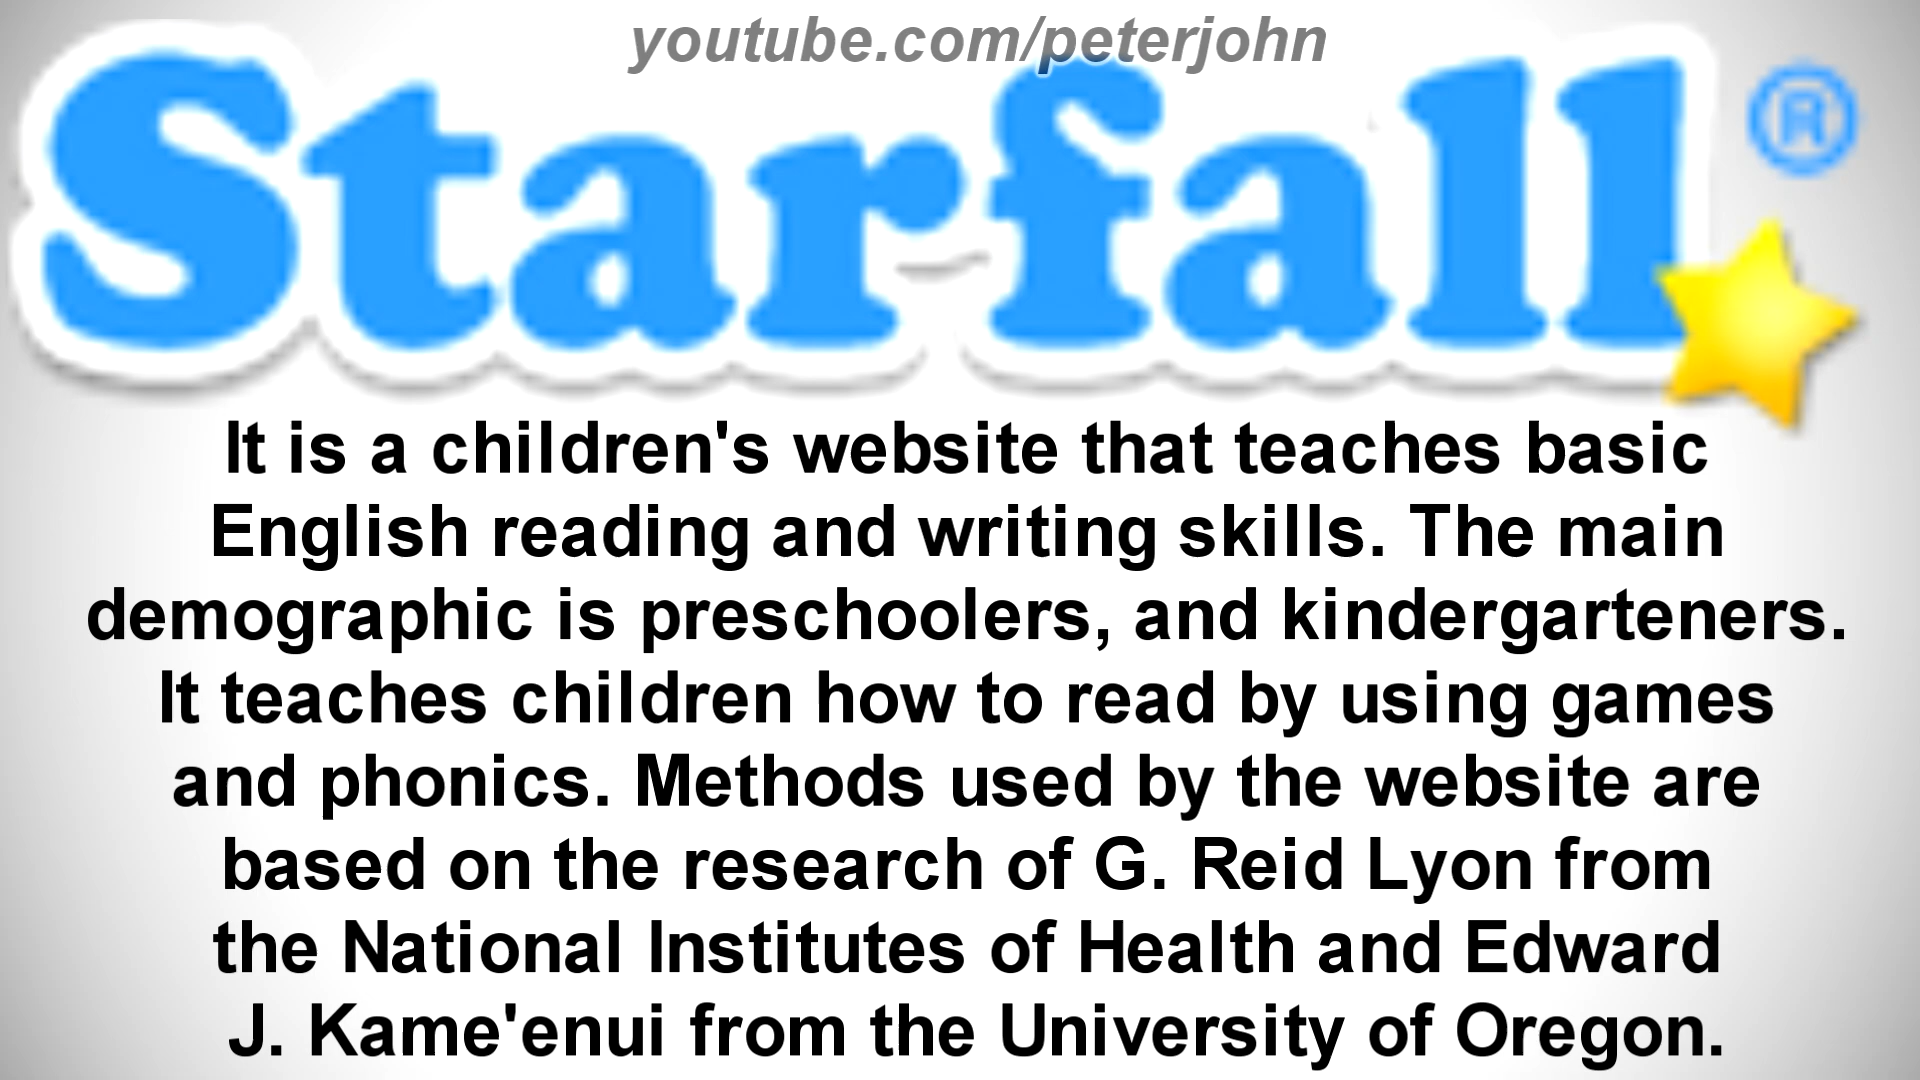 youtube.com/peterjohn
Starfall®
It is a children's website that teaches basic
English reading and writing skills. The main
demographic is preschoolers, and kindergarteners.
It teaches children how to read by using games
and phonics. Methods used by the website are
based on the research of G. Reid Lyon from
the National Institutes of Health and Edward
J. Kame'enui from the University of Oregon.